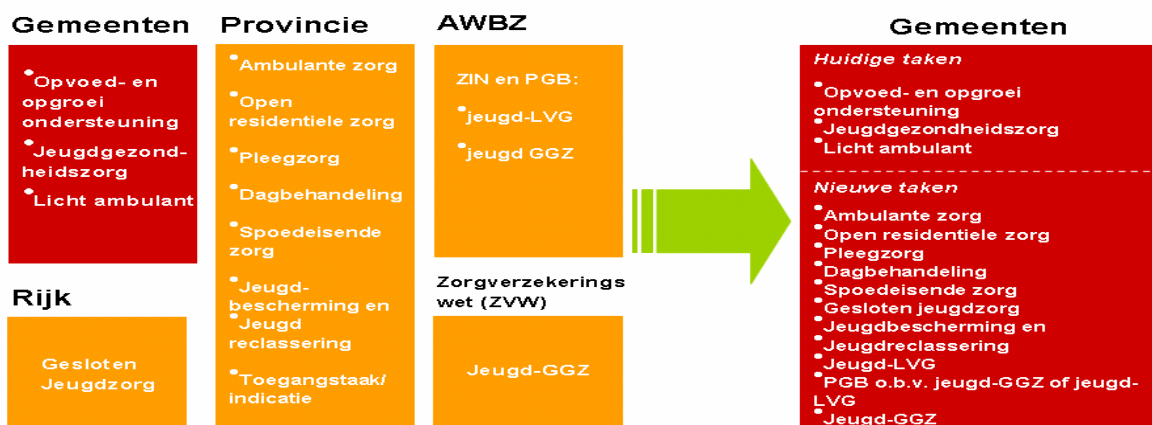 Gemeenten
•Opvoed- en
opgroei
ondersteuning
•Jeugdgezond-
heidszorg
•Licht ambulant
Rijk
Gesloten
Jeugdzorg
Provincie
•Ambulante zorg
•Open
residentiele zorg
•Pleegzorg
•Dagbehandeling
•Spoedeisende
zorg
•Jeugd-
bescherming en
•Jeugd
reclassering
•Toegangstaak/
indicatie
AWBZ
ZIN en PGB:
•jeugd-LVG
•jeugd GGZ
Zorgverzekerings
wet (ZVW)
Jeugd-GGZ
Gemeenten
Huidige taken
•Opvoed- en opgroei
ondersteuning
•Jeugdgezondheidszorg
•Licht ambulant
Nieuwe taken
•Ambulante zorg
•Open residentiele zorg
•Pleegzorg
•Dagbehandeling
•Spoedeisende zorg
•Gesloten jeugdzorg
•Jeugdbescherming en
•Jeugdreclassering
•Jeugd-LVG
•PGB o.b.v. jeugd-GGZ of jeugd-
LVG
•Jeugd-GGZ